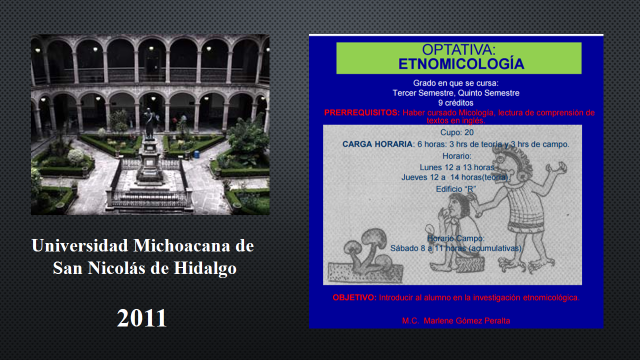 Universidad Michoacana de
San Nicolás de Hidalgo
2011
OPTATIVA:
ETNOMICOLOGÍA
Grado en que se cursa:
Tercer Semestre, Quinto Semestre
9 créditos
PRERREQUISITOS: Haber cursado Micología, lectura de comprensión de
textos en inglés.
Cupo: 20
CARGA HORARIA: 6 horas: 3 hrs de teoría y 3 hrs de campo.
Horario:
Lunes 12 a 13 horas
Jueves 12 a 14 horas(teoría)
Edificio “R”
Horario Campo:
Sábado 8 a 11 horas (acumulativas)
OBJETIVO: Introducir al alumno en la investigación etnomicológica.
M.C. Marlene Gómez Peralta